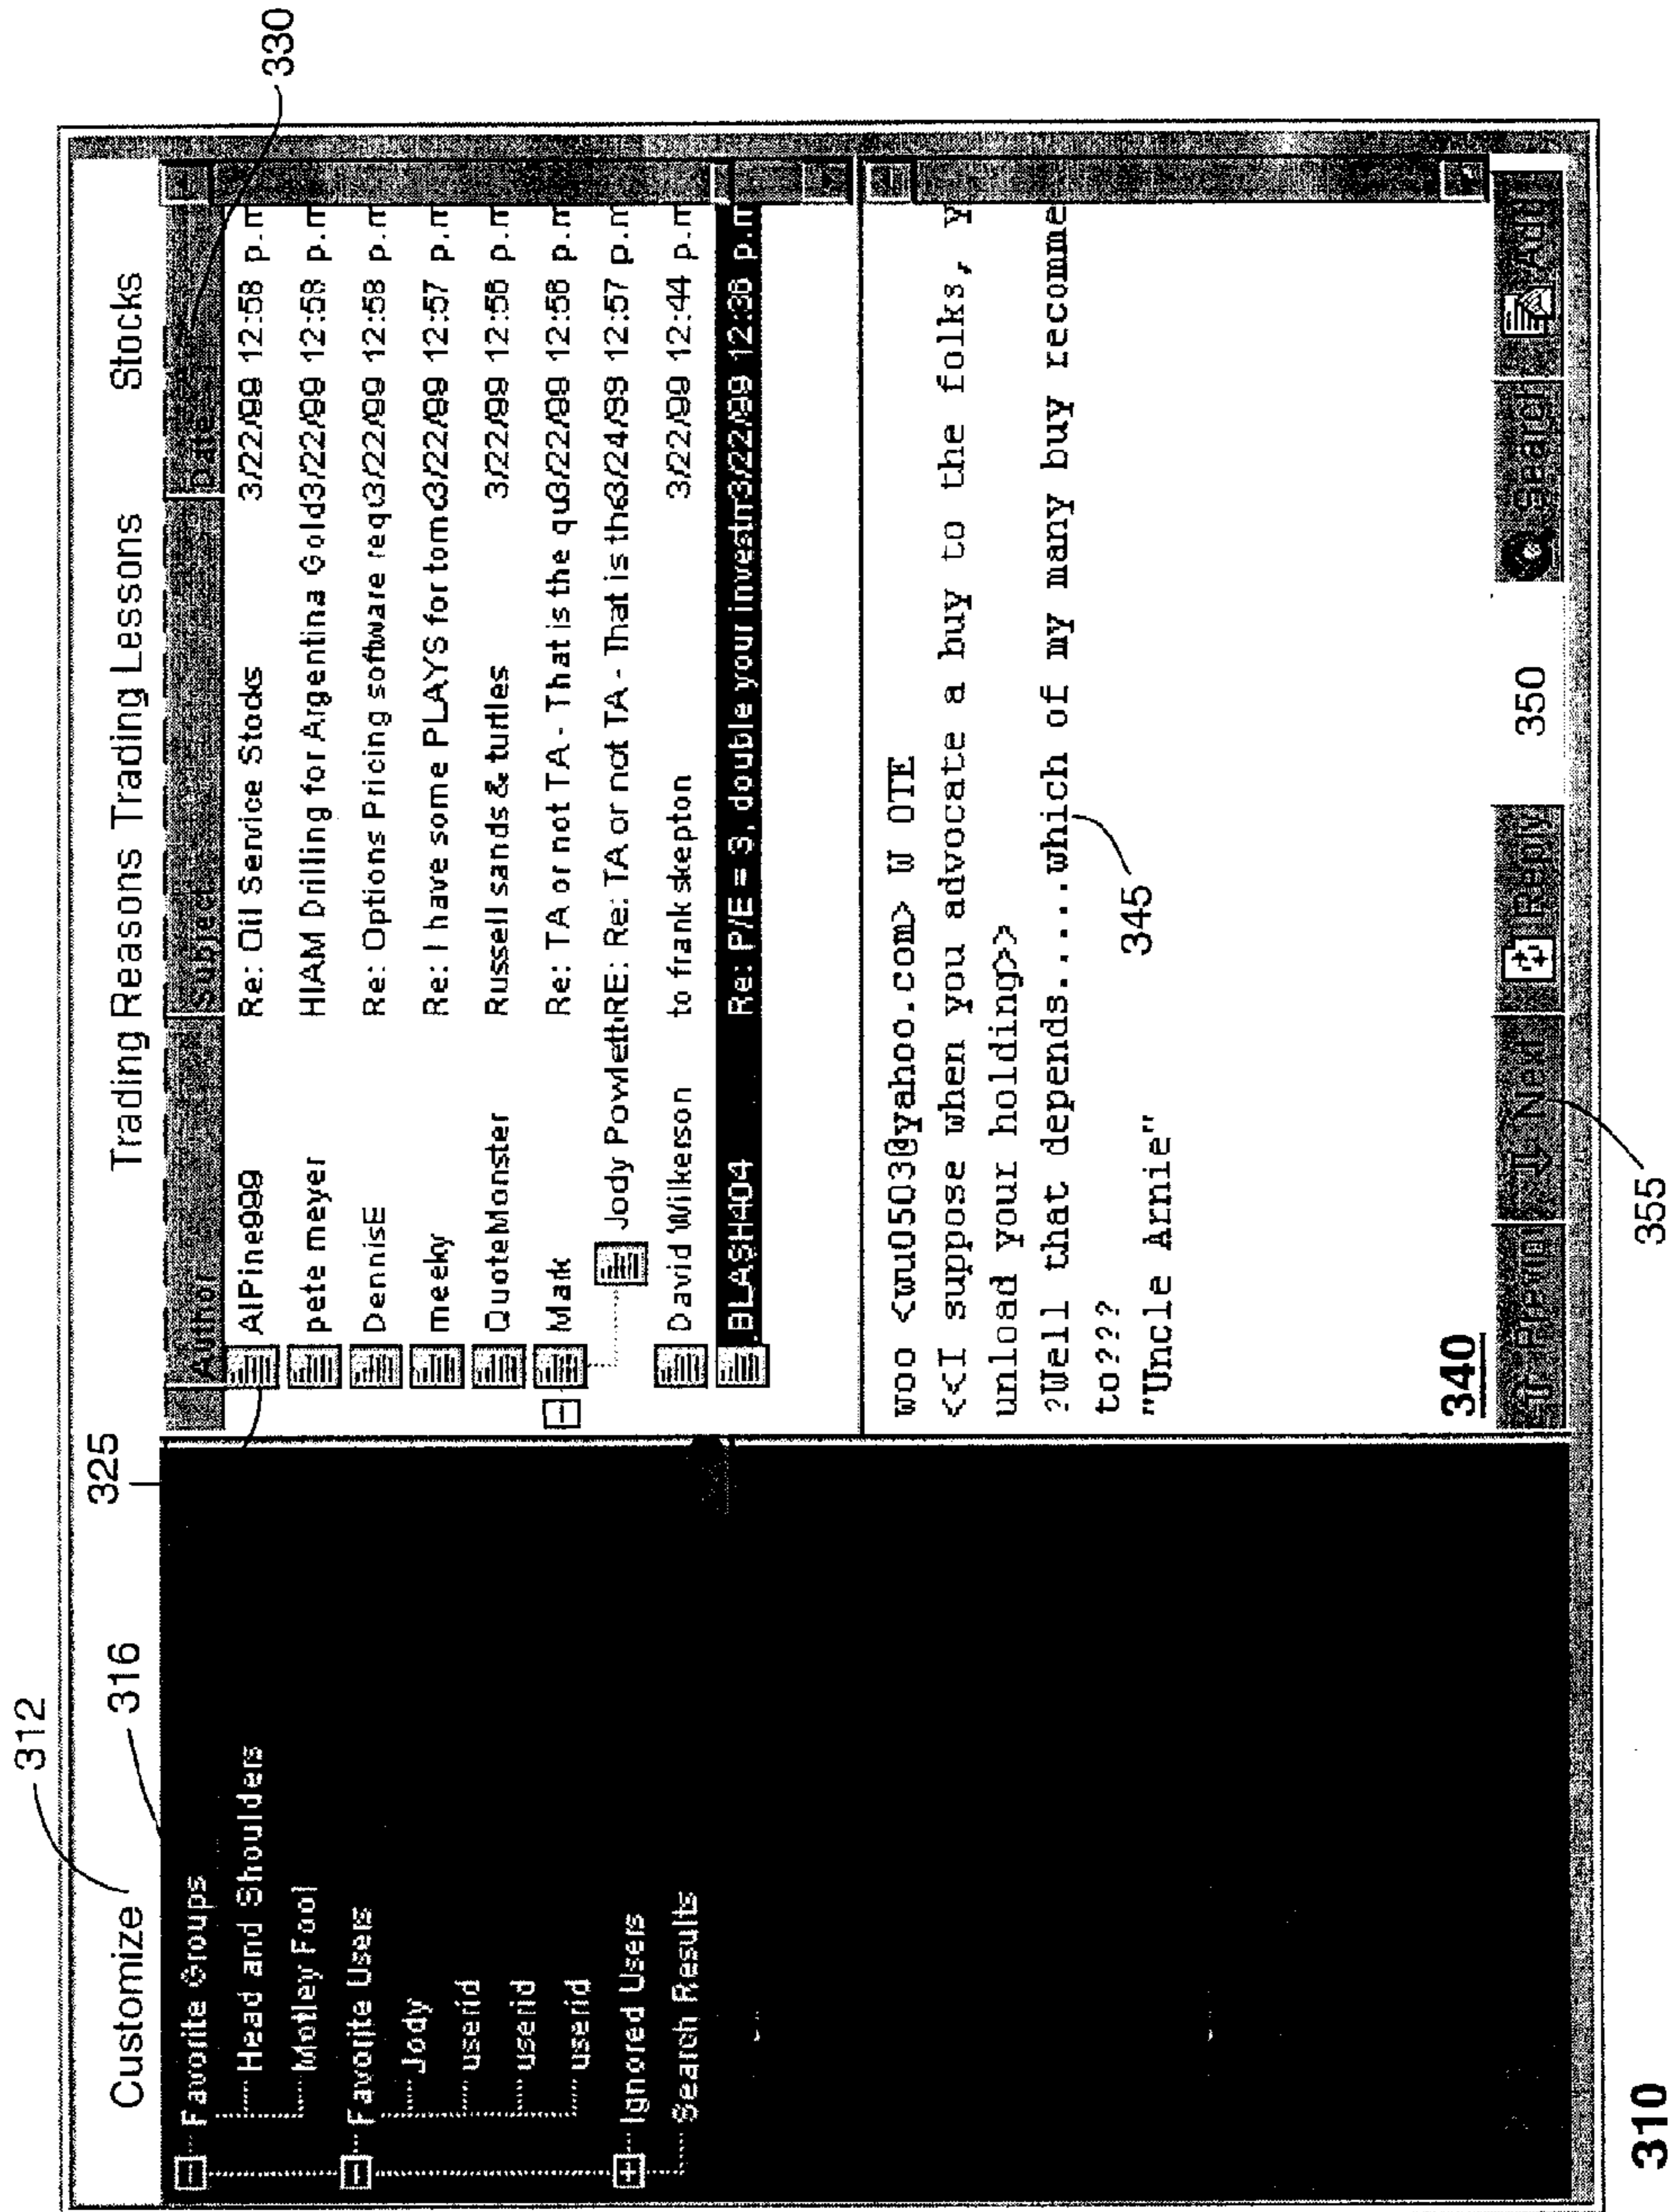 312
316
325
330
Customize
Trading Reasons Trading Lessons
Stocks
Favorite Groups
Head and Shoulders
Motley Fool
Favorite Users
Jody
userid
userid
userid
Ignored Users
Search Results
Author Subject Date
AlPine999 Re: Oil Service Stocks 3/22/99 12:58 p.m
pete meyer HIAM Drilling for Argentina Gold 3/22/99 12:58 p.m
DennisE Re: Options Pricing software requ 3/22/99 12:58 p.m
meeky Re: I have some PLAYS for tomo 3/22/99 12:57 p.m
QuoteMonster Russell sands & turtles 3/22/99 12:56 p.m
Mark Re: TA or not TA - That is the qu 3/22/99 12:56 p.m
Jody Powlett RE: Re: TA or not TA - That is the 3/24/99 12:57 p.m
David Wilkerson to frank skepton 3/22/99 12:44 p.m
.BLASH404 Re: P/E = 9, double your investm 3/22/99 12:36 p.m
woo <wu0503@yahoo.com> W OTE
<<I suppose when you advocate a buy to the folks, y
unload your holding>>
?Well that depends.....which of my many buy recomme
to????
"Uncle Arnie"
345
340
Next Reply 350 Search
355
310